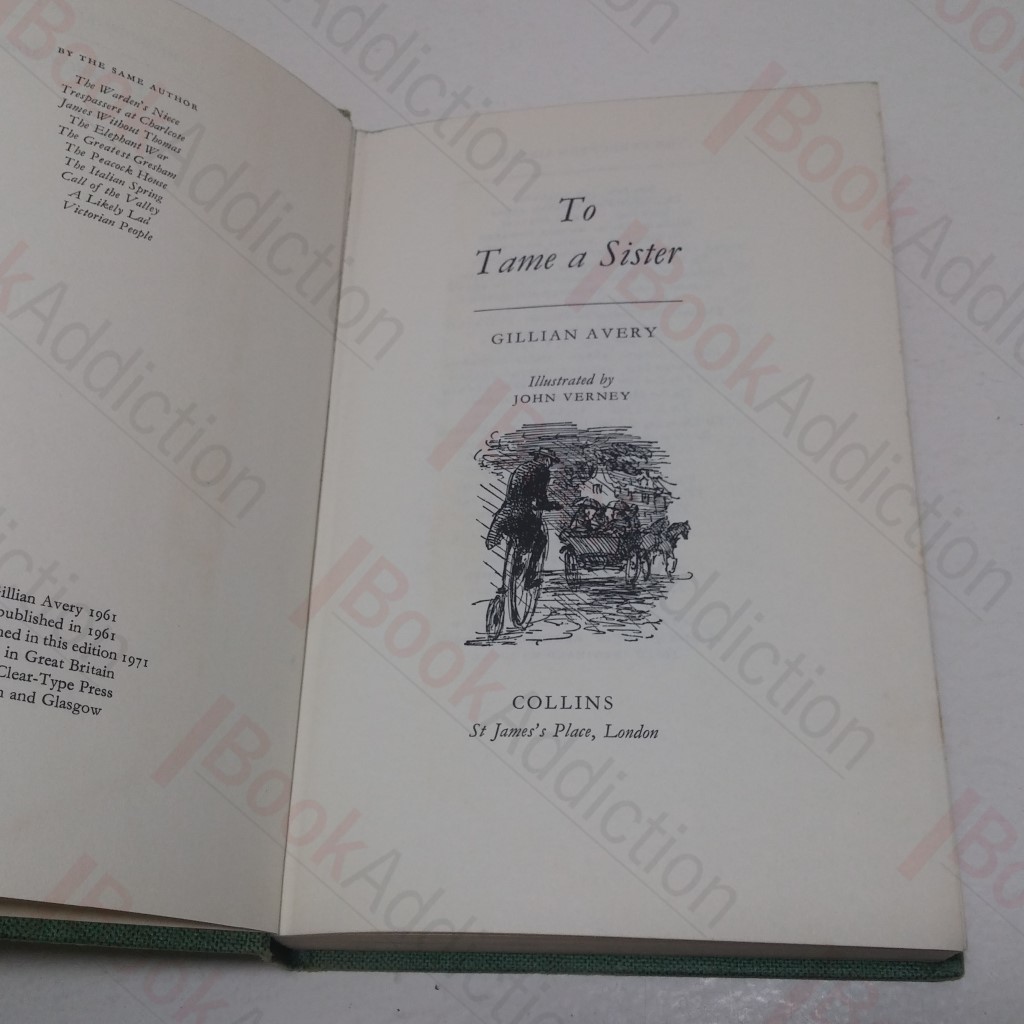 BY THE SAME AUTHOR
The Warden's Niece
Trespassers at Charlcote
James Without Thomas
The Elephant War
The Greatest Gresham
The Peacock House
The Italian Spring
Call of the Valley
A Likely Lad
Victorian People
Gillian Avery 1961
published in 1961
in this edition 1971
in Great Britain
Clear-Type Press
and Glasgow
To
Tame a Sister
GILLIAN AVERY
Illustrated by
JOHN VERNEY
COLLINS
St James's Place, London
BookAddiction